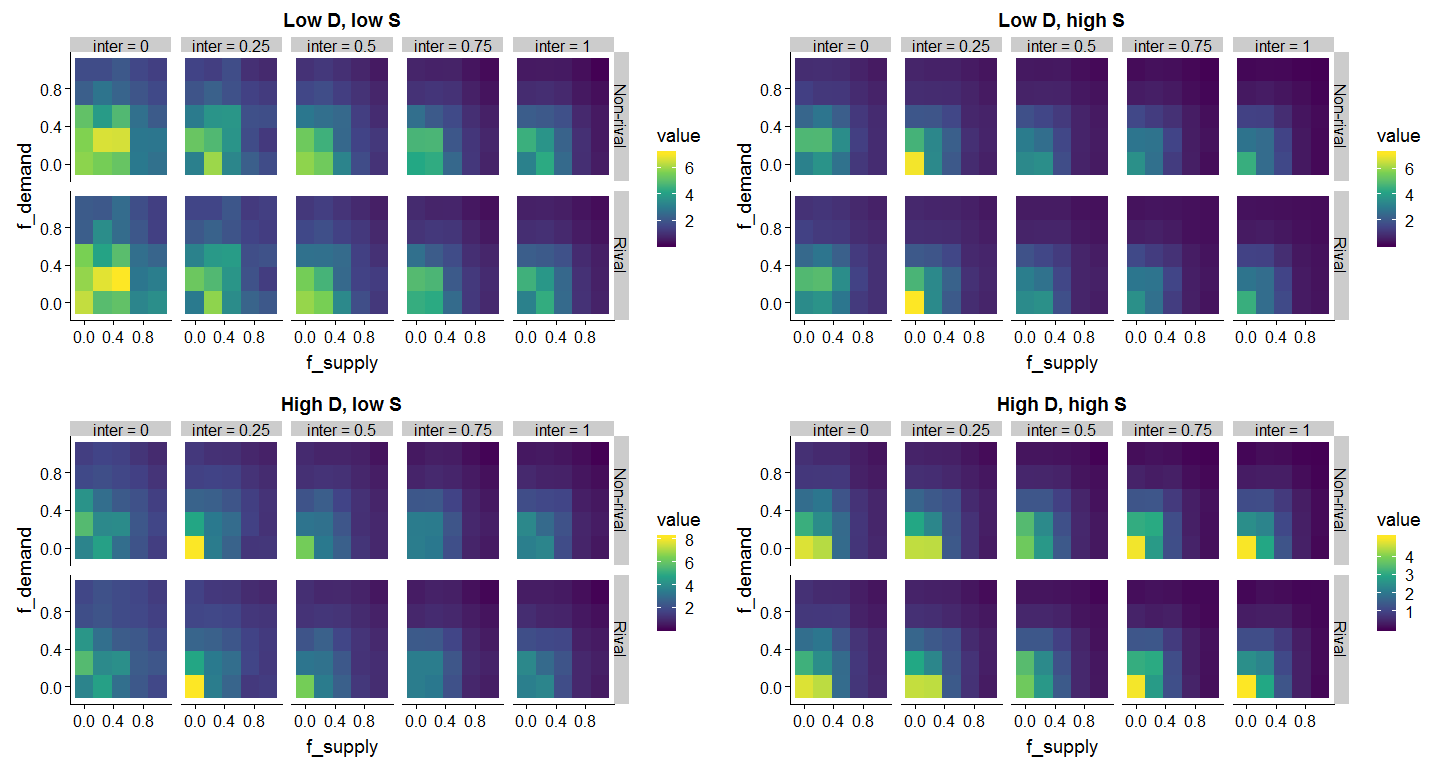 Low D, low S
inter = 0 inter = 0.25 inter = 0.5 inter = 0.75 inter = 1
Non-rival
Rival
0.8
0.4
0.0
0.8
0.4
0.0
f_demand
0.0 0.4 0.8 0.0 0.4 0.8 0.0 0.4 0.8 0.0 0.4 0.8 0.0 0.4 0.8
f_supply
value
6
4
2
Low D, high S
inter = 0 inter = 0.25 inter = 0.5 inter = 0.75 inter = 1
Non-rival
Rival
0.8
0.4
0.0
0.8
0.4
0.0
f_demand
0.0 0.4 0.8 0.0 0.4 0.8 0.0 0.4 0.8 0.0 0.4 0.8 0.0 0.4 0.8
f_supply
value
6
4
2
High D, low S
inter = 0 inter = 0.25 inter = 0.5 inter = 0.75 inter = 1
Non-rival
Rival
0.8
0.4
0.0
0.8
0.4
0.0
f_demand
0.0 0.4 0.8 0.0 0.4 0.8 0.0 0.4 0.8 0.0 0.4 0.8 0.0 0.4 0.8
f_supply
value
8
6
4
2
High D, high S
inter = 0 inter = 0.25 inter = 0.5 inter = 0.75 inter = 1
Non-rival
Rival
0.8
0.4
0.0
0.8
0.4
0.0
f_demand
0.0 0.4 0.8 0.0 0.4 0.8 0.0 0.4 0.8 0.0 0.4 0.8 0.0 0.4 0.8
f_supply
value
4
3
2
1